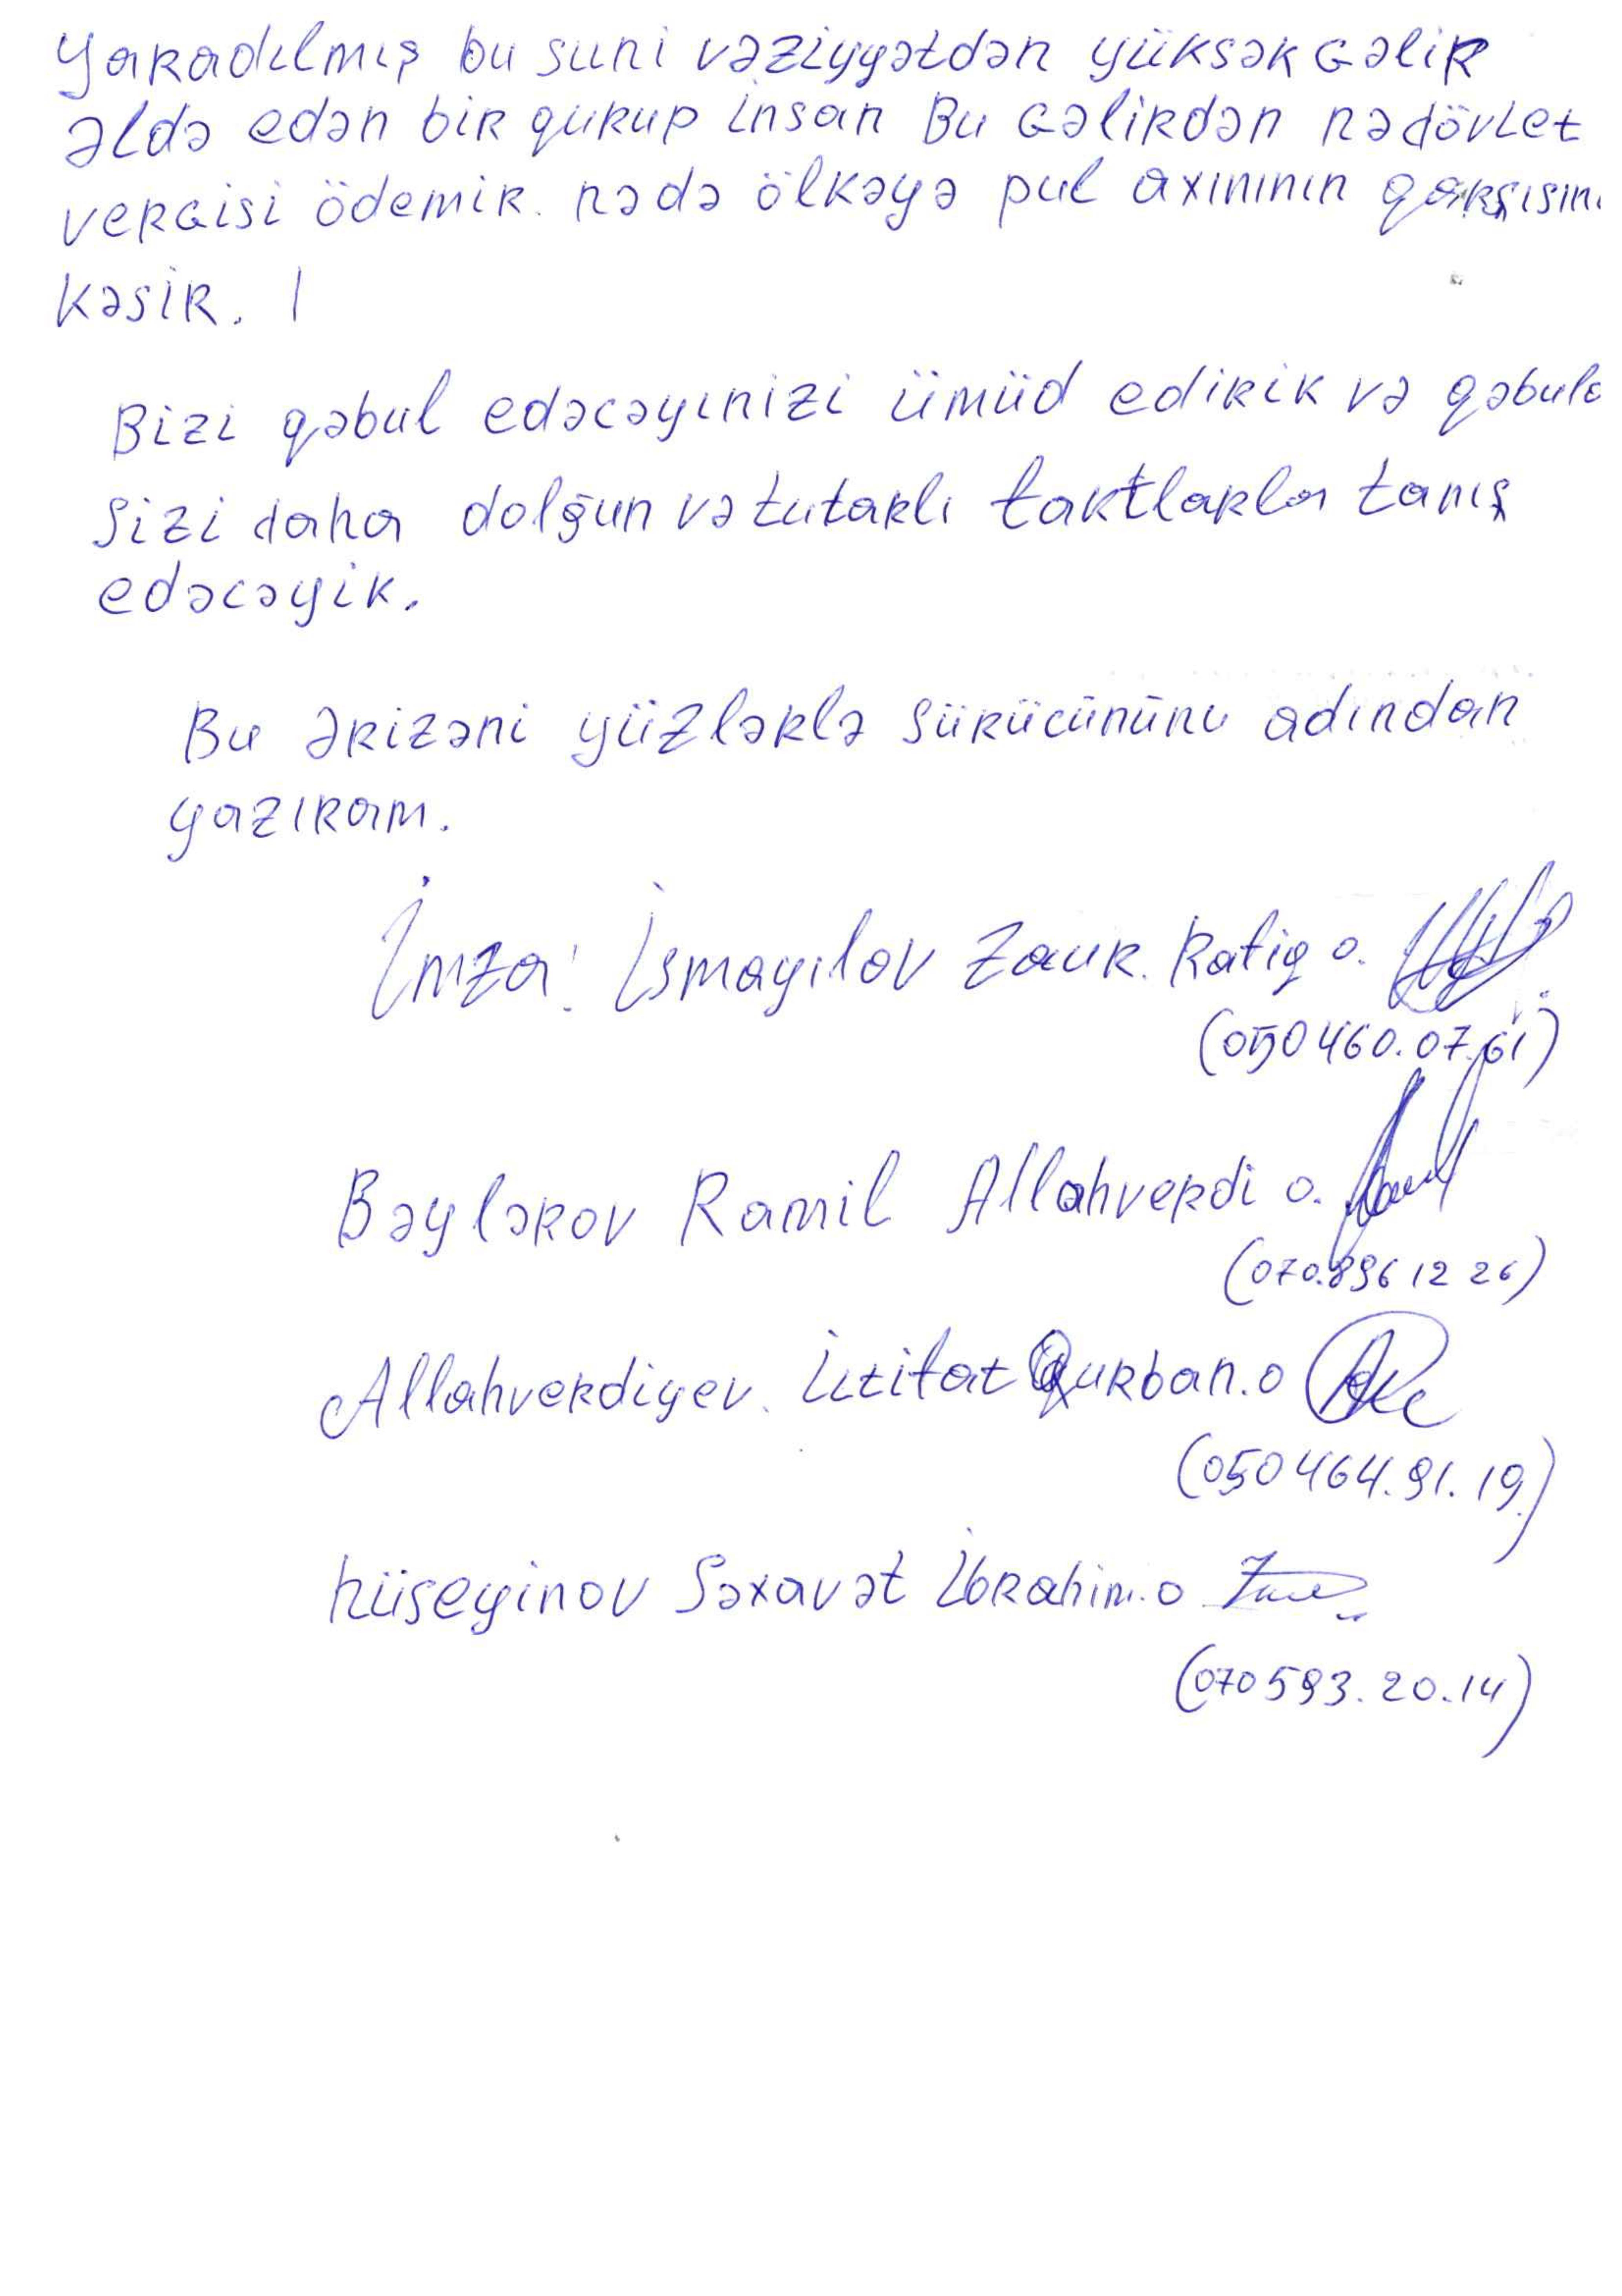 Yaradılmış bu suni vəziyyətdən yüksək gəlir
Əldə edən bir qurup insan Bu gəlirdən nə dövlet
vergisi ödemir. nədə ölkəyə pul axınının qarşısını
kəsir. !
Bizi qəbul edəcəyınizi ümüd edirik və qəbulda
Sizi daha dolğun və tutarlı faktlarla tanış
edəcəyik.
Bu Ərizəni yüzlərlə Sürücününü adından
yazıram.
İmza: İsmayılov Zaur. Rafiq o.
(050 460.07.61)
Bəylərov Ramil Allahverdi o.
(070.896 12 26)
Allahverdiyev. İltifat Qurban.o
(050 464.91.19)
Hüseyinov Səxavət İbrahim.o
(070 593.20.14)